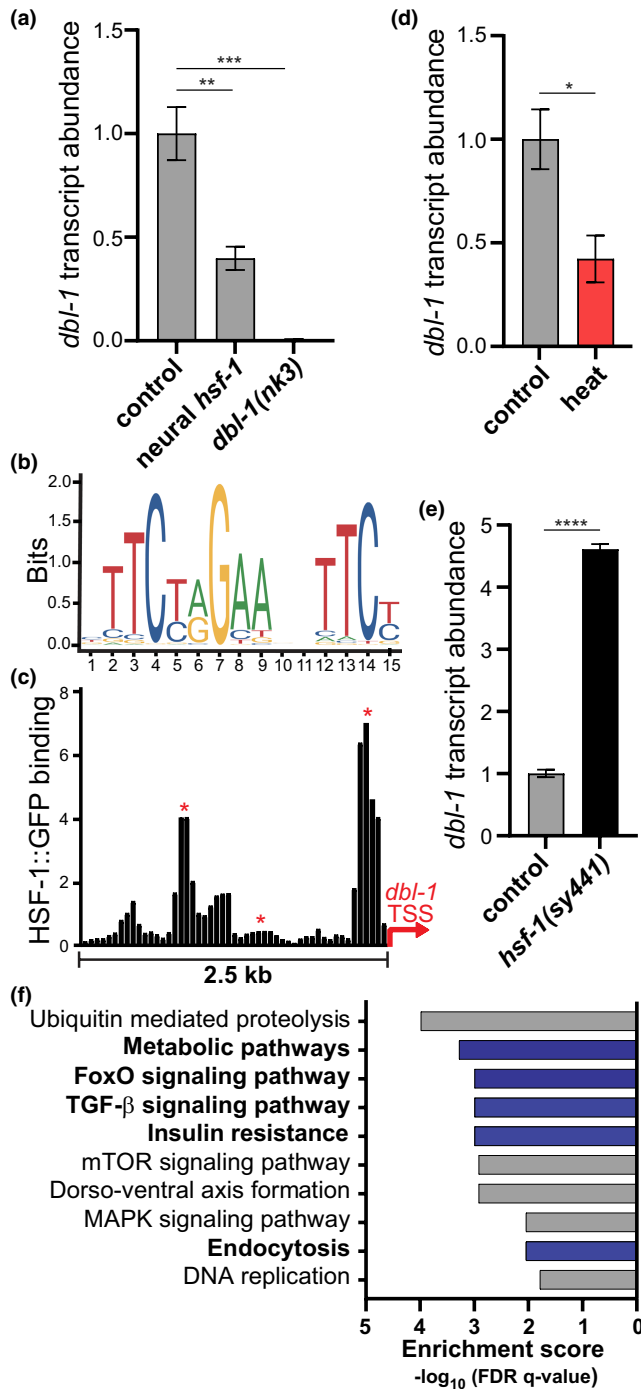 (a)
dbl-1 transcript abundance
1.5
1.0
0.5
0.0
***
**
control
neural hsf-1
dbl-1(nk3)
(d)
dbl-1 transcript abundance
1.5
1.0
0.5
0.0
*
control
heat
(b)
Bits
2.0
1.5
1.0
0.5
0.0
TTCTAGAA TTCT
CCCGCT CC
1 2 3 4 5 6 7 8 9 10 11 12 13 14 15
(c)
HSF-1::GFP binding
8
6
4
2
0
*
*
*
dbl-1
TSS
2.5 kb
(e)
dbl-1 transcript abundance
5
4
3
2
1
0
****
control
hsf-1(sy441)
(f)
Ubiquitin mediated proteolysis
Metabolic pathways
FoxO signaling pathway
TGF-β signaling pathway
Insulin resistance
mTOR signaling pathway
Dorso-ventral axis formation
MAPK signaling pathway
Endocytosis
DNA replication
5 4 3 2 1 0
Enrichment score
-log10 (FDR q-value)